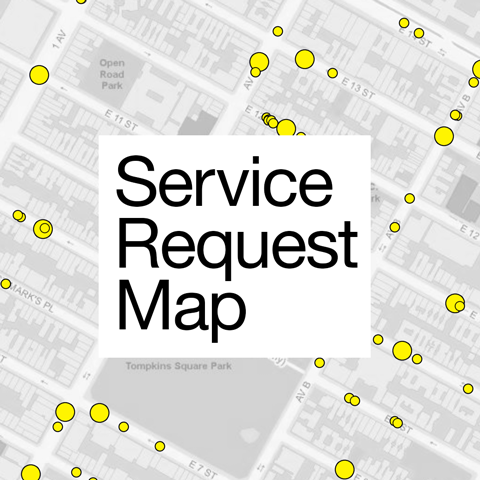 1 AV
Open
Road
Park
E 11 ST
AV
E 13 ST
AV B
Service
Request
Map
E 12
MARK'S PL
Tompkins Square Park
AV B
E 7 ST